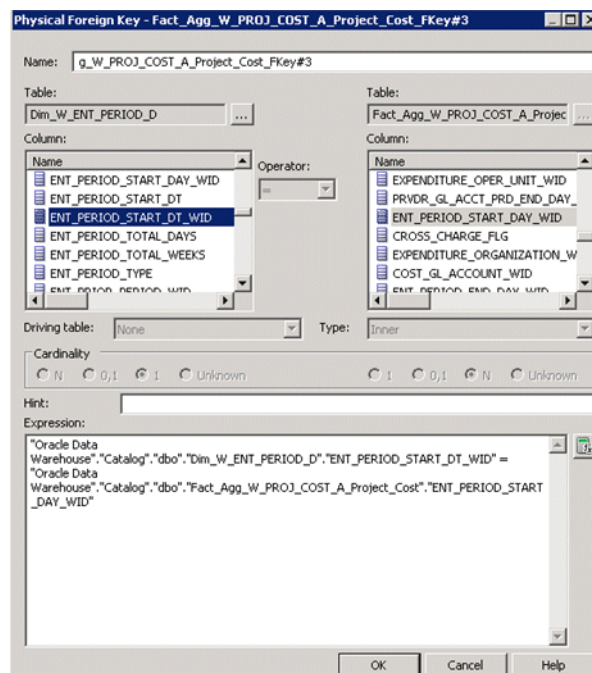 Physical Foreign Key - Fact_Agg_W_PROJ_COST_A_Project_Cost_FKey#3
Name: g_W_PROJ_COST_A_Project_Cost_FKey#3
Table: Table:
Dim_W_ENT_PERIOD_D ... Fact_Agg_W_PROJ_COST_A_Projec ...
Column: Column:
Name Operator: Name
ENT_PERIOD_START_DAY_WID = EXPENDITURE_OPER_UNIT_WID
ENT_PERIOD_START_DT PRVDR_GL_ACCT_PRD_END_DAY_
ENT_PERIOD_START_DT_WID ENT_PERIOD_START_DAY_WID
ENT_PERIOD_TOTAL_DAYS CROSS_CHARGE_FLG
ENT_PERIOD_TOTAL_WEEKS EXPENDITURE_ORGANIZATION_W
ENT_PERIOD_TYPE COST_GL_ACCOUNT_WID
ENT_PRIOR_PERIOD_WID ENT_PERIOD_END_DAY_WID
Driving table: None Type: Inner
Cardinality
N 0,1 1 Unknown 1 0,1 N Unknown
Hint:
Expression:
"Oracle Data
Warehouse"."Catalog"."dbo"."Dim_W_ENT_PERIOD_D"."ENT_PERIOD_START_DT_WID" =
"Oracle Data
Warehouse"."Catalog"."dbo"."Fact_Agg_W_PROJ_COST_A_Project_Cost"."ENT_PERIOD_START
_DAY_WID"
OK Cancel Help